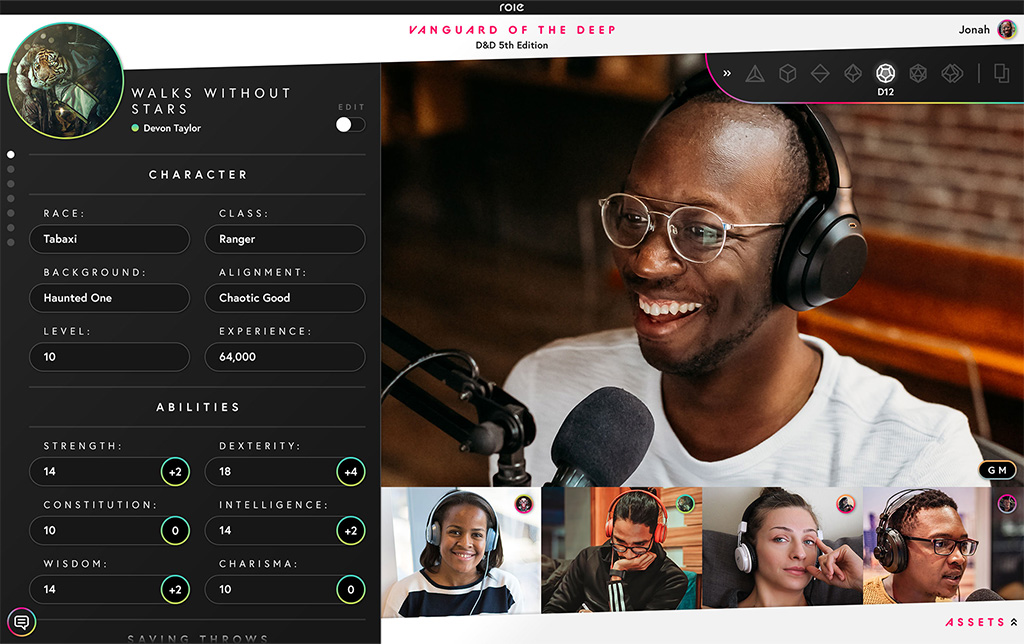 role
VANGUARD OF THE DEEP
D&D 5th Edition
Jonah
D12
WALKS WITHOUT
STARS
Devon Taylor
EDIT
CHARACTER
RACE: CLASS:
Tabaxi Ranger
BACKGROUND: ALIGNMENT:
Haunted One Chaotic Good
LEVEL: EXPERIENCE:
10 64,000
ABILITIES
STRENGTH: DEXTERITY:
14 +2 18 +4
CONSTITUTION: INTELLIGENCE:
10 0 14 +2
WISDOM: CHARISMA:
14 +2 10 0
SAVING THROWS
GM
ASSETS